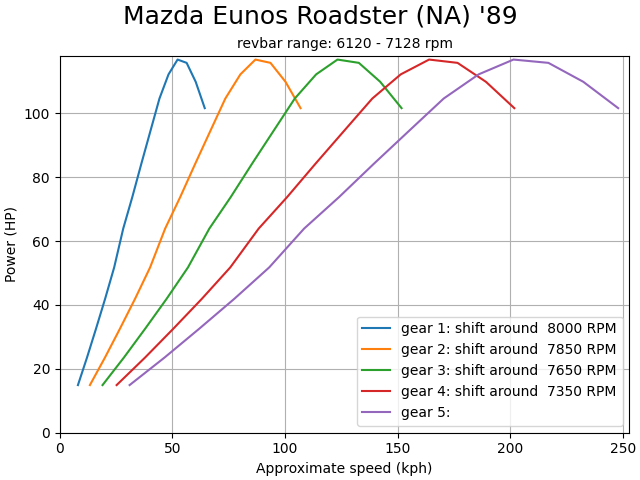 Mazda Eunos Roadster (NA) '89
revbar range: 6120 - 7128 rpm
Power (HP)
100
80
60
40
20
0
gear 1: shift around  8000 RPM
gear 2: shift around  7850 RPM
gear 3: shift around  7650 RPM
gear 4: shift around  7350 RPM
gear 5:
0 50 100 150 200 250
Approximate speed (kph)